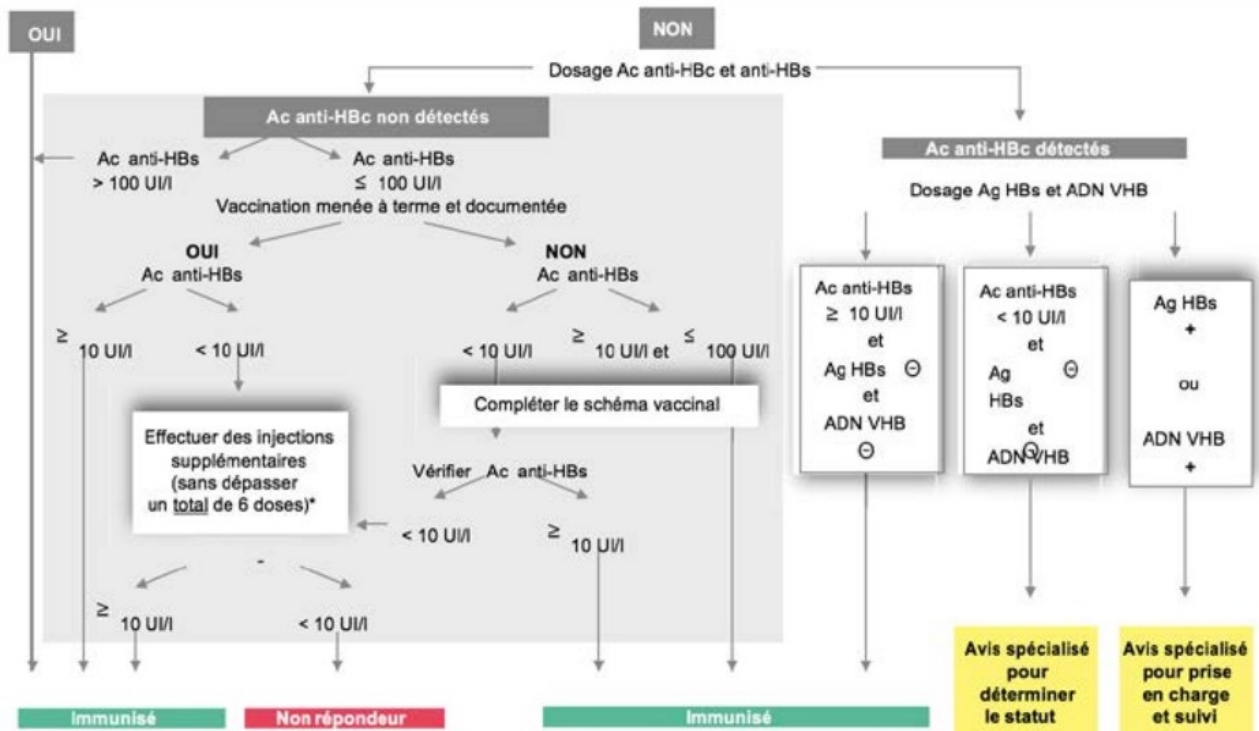 OUI
NON
Dosage Ac anti-HBc et anti-HBs
Ac anti-HBc non détectés
Ac anti-HBs
> 100 UI/l
Ac anti-HBs
≤ 100 UI/l
Vaccination menée à terme et documentée
OUI
Ac anti-HBs
NON
Ac anti-HBs
≥ 10 UI/l
< 10 UI/l
< 10 UI/l
≥ 10 UI/l et
≤ 100 UI/l
Compléter le schéma vaccinal
Effectuer des injections
supplémentaires
(sans dépasser
un total de 6 doses)*
Vérifier Ac anti-HBs
< 10 UI/l
≥ 10 UI/l
-
≥ 10 UI/l
< 10 UI/l
Ac anti-HBc détectés
Dosage Ag HBs et ADN VHB
Ac anti-HBs
≥ 10 UI/l
et
Ag HBs ⊖
et
ADN VHB
⊖
Ac anti-HBs
< 10 UI/l
et
Ag ⊖
HBs
et
ADN VHB
⊖
Ag HBs
+
ou
ADN VHB
+
Immunisé
Non répondeur
Immunisé
Avis spécialisé
pour
déterminer
le statut
Avis spécialisé
pour prise
en charge
et suivi